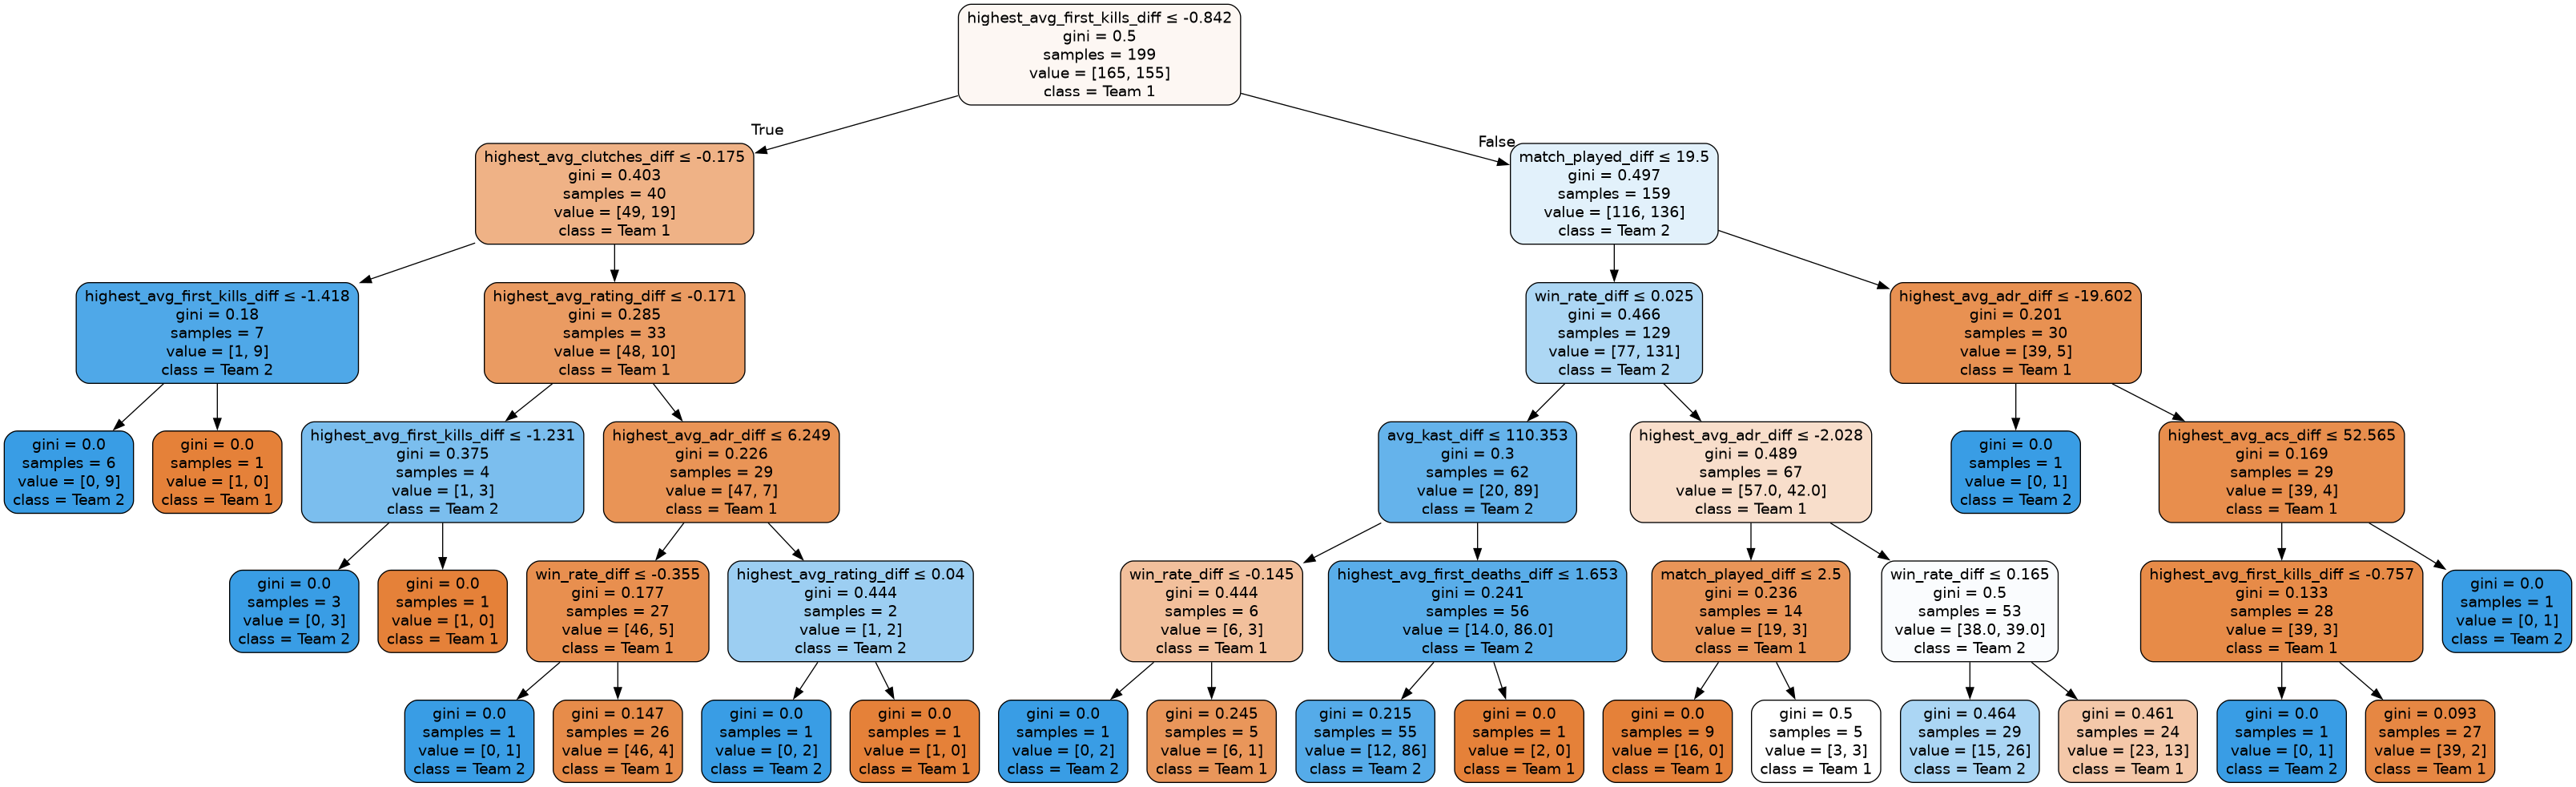 highest_avg_first_kills_diff ≤ -0.842
gini = 0.5
samples = 199
value = [165, 155]
class = Team 1
True
False
highest_avg_clutches_diff ≤ -0.175
gini = 0.403
samples = 40
value = [49, 19]
class = Team 1
match_played_diff ≤ 19.5
gini = 0.497
samples = 159
value = [116, 136]
class = Team 2
highest_avg_first_kills_diff ≤ -1.418
gini = 0.18
samples = 7
value = [1, 9]
class = Team 2
highest_avg_rating_diff ≤ -0.171
gini = 0.285
samples = 33
value = [48, 10]
class = Team 1
win_rate_diff ≤ 0.025
gini = 0.466
samples = 129
value = [77, 131]
class = Team 2
highest_avg_adr_diff ≤ -19.602
gini = 0.201
samples = 30
value = [39, 5]
class = Team 1
gini = 0.0
samples = 6
value = [0, 9]
class = Team 2
gini = 0.0
samples = 1
value = [1, 0]
class = Team 1
highest_avg_first_kills_diff ≤ -1.231
gini = 0.375
samples = 4
value = [1, 3]
class = Team 2
highest_avg_adr_diff ≤ 6.249
gini = 0.226
samples = 29
value = [47, 7]
class = Team 1
avg_kast_diff ≤ 110.353
gini = 0.3
samples = 62
value = [20, 89]
class = Team 2
highest_avg_adr_diff ≤ -2.028
gini = 0.489
samples = 67
value = [57.0, 42.0]
class = Team 1
gini = 0.0
samples = 1
value = [0, 1]
class = Team 2
highest_avg_acs_diff ≤ 52.565
gini = 0.169
samples = 29
value = [39, 4]
class = Team 1
gini = 0.0
samples = 3
value = [0, 3]
class = Team 2
gini = 0.0
samples = 1
value = [1, 0]
class = Team 1
win_rate_diff ≤ -0.355
gini = 0.177
samples = 27
value = [46, 5]
class = Team 1
highest_avg_rating_diff ≤ 0.04
gini = 0.444
samples = 2
value = [1, 2]
class = Team 2
win_rate_diff ≤ -0.145
gini = 0.444
samples = 6
value = [6, 3]
class = Team 1
highest_avg_first_deaths_diff ≤ 1.653
gini = 0.241
samples = 56
value = [14.0, 86.0]
class = Team 2
match_played_diff ≤ 2.5
gini = 0.236
samples = 14
value = [19, 3]
class = Team 1
win_rate_diff ≤ 0.165
gini = 0.5
samples = 53
value = [38.0, 39.0]
class = Team 2
highest_avg_first_kills_diff ≤ -0.757
gini = 0.133
samples = 28
value = [39, 3]
class = Team 1
gini = 0.0
samples = 1
value = [0, 1]
class = Team 2
gini = 0.0
samples = 1
value = [0, 1]
class = Team 2
gini = 0.147
samples = 26
value = [46, 4]
class = Team 1
gini = 0.0
samples = 1
value = [0, 2]
class = Team 2
gini = 0.0
samples = 1
value = [1, 0]
class = Team 1
gini = 0.0
samples = 1
value = [0, 2]
class = Team 2
gini = 0.245
samples = 5
value = [6, 1]
class = Team 1
gini = 0.215
samples = 55
value = [12, 86]
class = Team 2
gini = 0.0
samples = 1
value = [2, 0]
class = Team 1
gini = 0.0
samples = 9
value = [16, 0]
class = Team 1
gini = 0.5
samples = 5
value = [3, 3]
class = Team 1
gini = 0.464
samples = 29
value = [15, 26]
class = Team 2
gini = 0.461
samples = 24
value = [23, 13]
class = Team 1
gini = 0.0
samples = 1
value = [0, 1]
class = Team 2
gini = 0.093
samples = 27
value = [39, 2]
class = Team 1